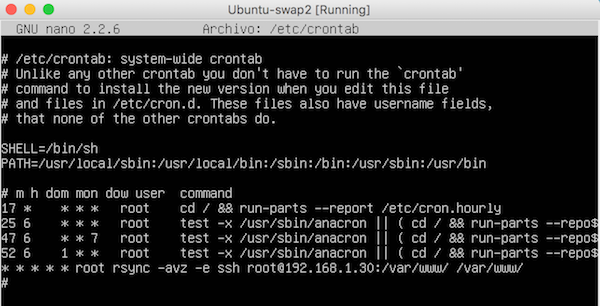 Ubuntu-swap2 [Running]
GNU nano 2.2.6 Archivo: /etc/crontab
# /etc/crontab: system-wide crontab
# Unlike any other crontab you don't have to run the `crontab'
# command to install the new version when you edit this file
# and files in /etc/cron.d. These files also have username fields,
# that none of the other crontabs do.
SHELL=/bin/sh
PATH=/usr/local/sbin:/usr/local/bin:/sbin:/bin:/usr/sbin:/usr/bin
# m h dom mon dow user command
17 * * * * root cd / && run-parts --report /etc/cron.hourly
25 6 * * * root test -x /usr/sbin/anacron || ( cd / && run-parts --repo$
47 6 * * 7 root test -x /usr/sbin/anacron || ( cd / && run-parts --repo$
52 6 1 * * root test -x /usr/sbin/anacron || ( cd / && run-parts --repo$
* * * * * root rsync -avz -e ssh root@192.168.1.30:/var/www/ /var/www/
#